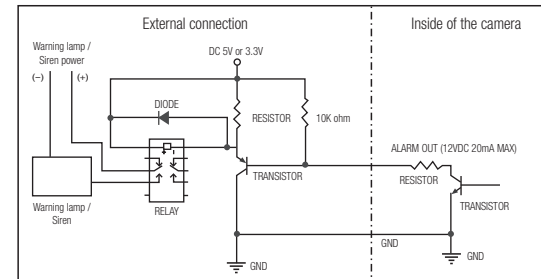 External connection
Inside of the camera
Warning lamp /
Siren power
(−)
(+)
DC 5V or 3.3V
DIODE
RESISTOR
10K ohm
ALARM OUT (12VDC 20mA MAX)
RESISTOR
TRANSISTOR
TRANSISTOR
Warning lamp /
Siren
RELAY
GND
GND
GND